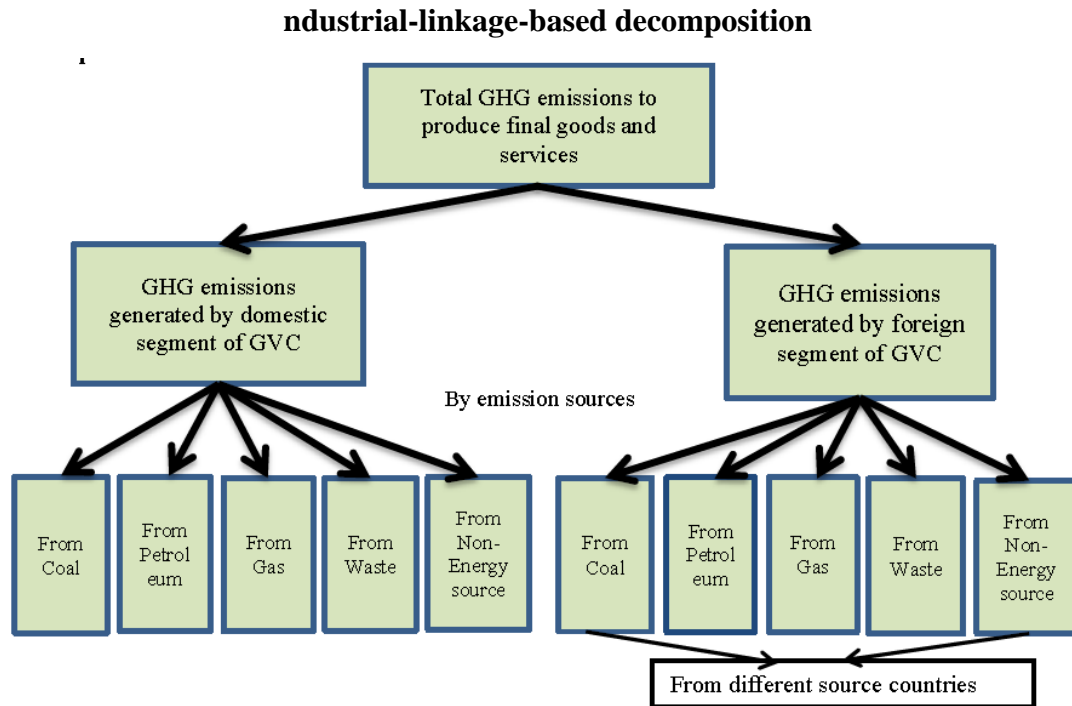 ndustrial-linkage-based decomposition
Total GHG emissions to
produce final goods and
services
GHG emissions
generated by domestic
segment of GVC
GHG emissions
generated by foreign
segment of GVC
By emission sources
From
Coal
From
Petrol
eum
From
Gas
From
Waste
From
Non-
Energy
source
From
Coal
From
Petrol
eum
From
Gas
From
Waste
From
Non-
Energy
source
From different source countries